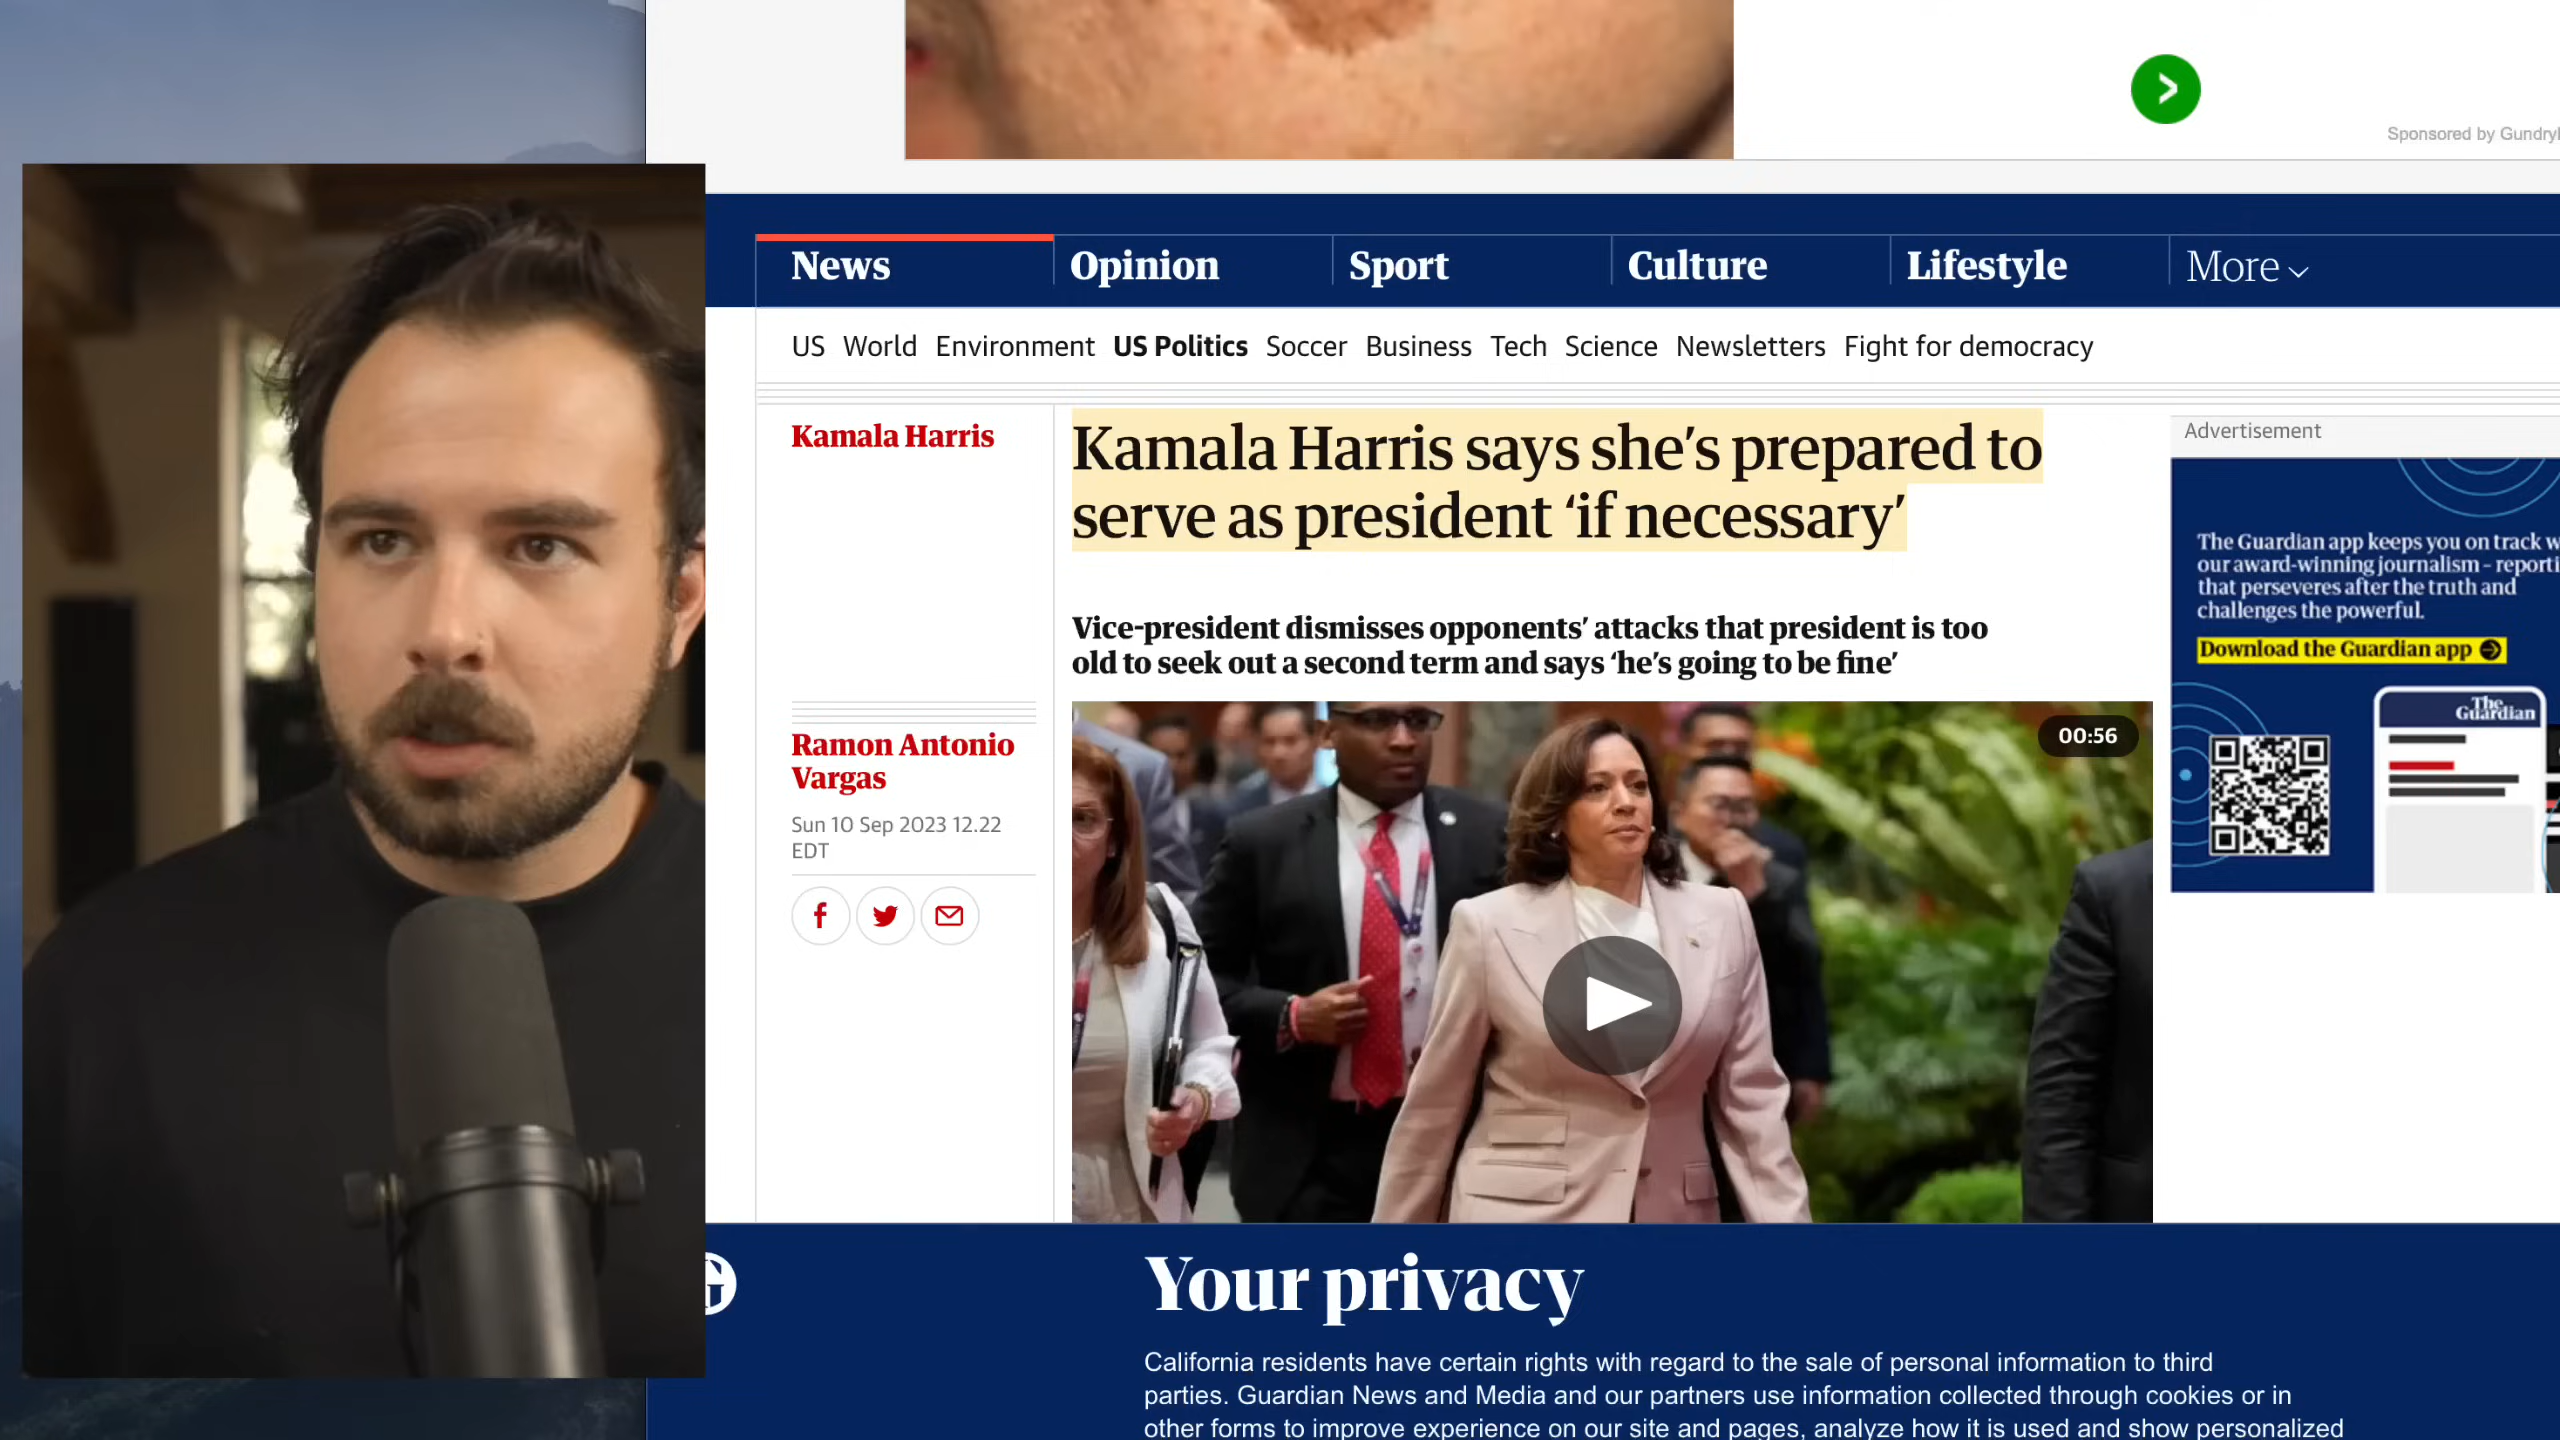 Sponsored by
News
Opinion
Sport
Culture
Lifestyle
More
US World Environment US Politics Soccer Business Tech Science Newsletters Fight for democracy
Kamala Harris
Kamala Harris says she's prepared to
serve as president 'if necessary'
Vice-president dismisses opponents' attacks that president is too
old to seek out a second term and says 'he's going to be fine'
Ramon Antonio
Vargas
Sun 10 Sep 2023 12.22
EDT
00:56
Advertisement
The Guardian app keeps you on track
our award-winning journalism – 
that perseveres after the truth and
challenges the powerful.
Download the Guardian app
The
Guardian
Your privacy
California residents have certain rights with regard to the sale of personal information to third
parties. Guardian News and Media and our partners use information collected through cookies or in
other forms to improve experience on our site and pages, analyze how it is used and show personalized